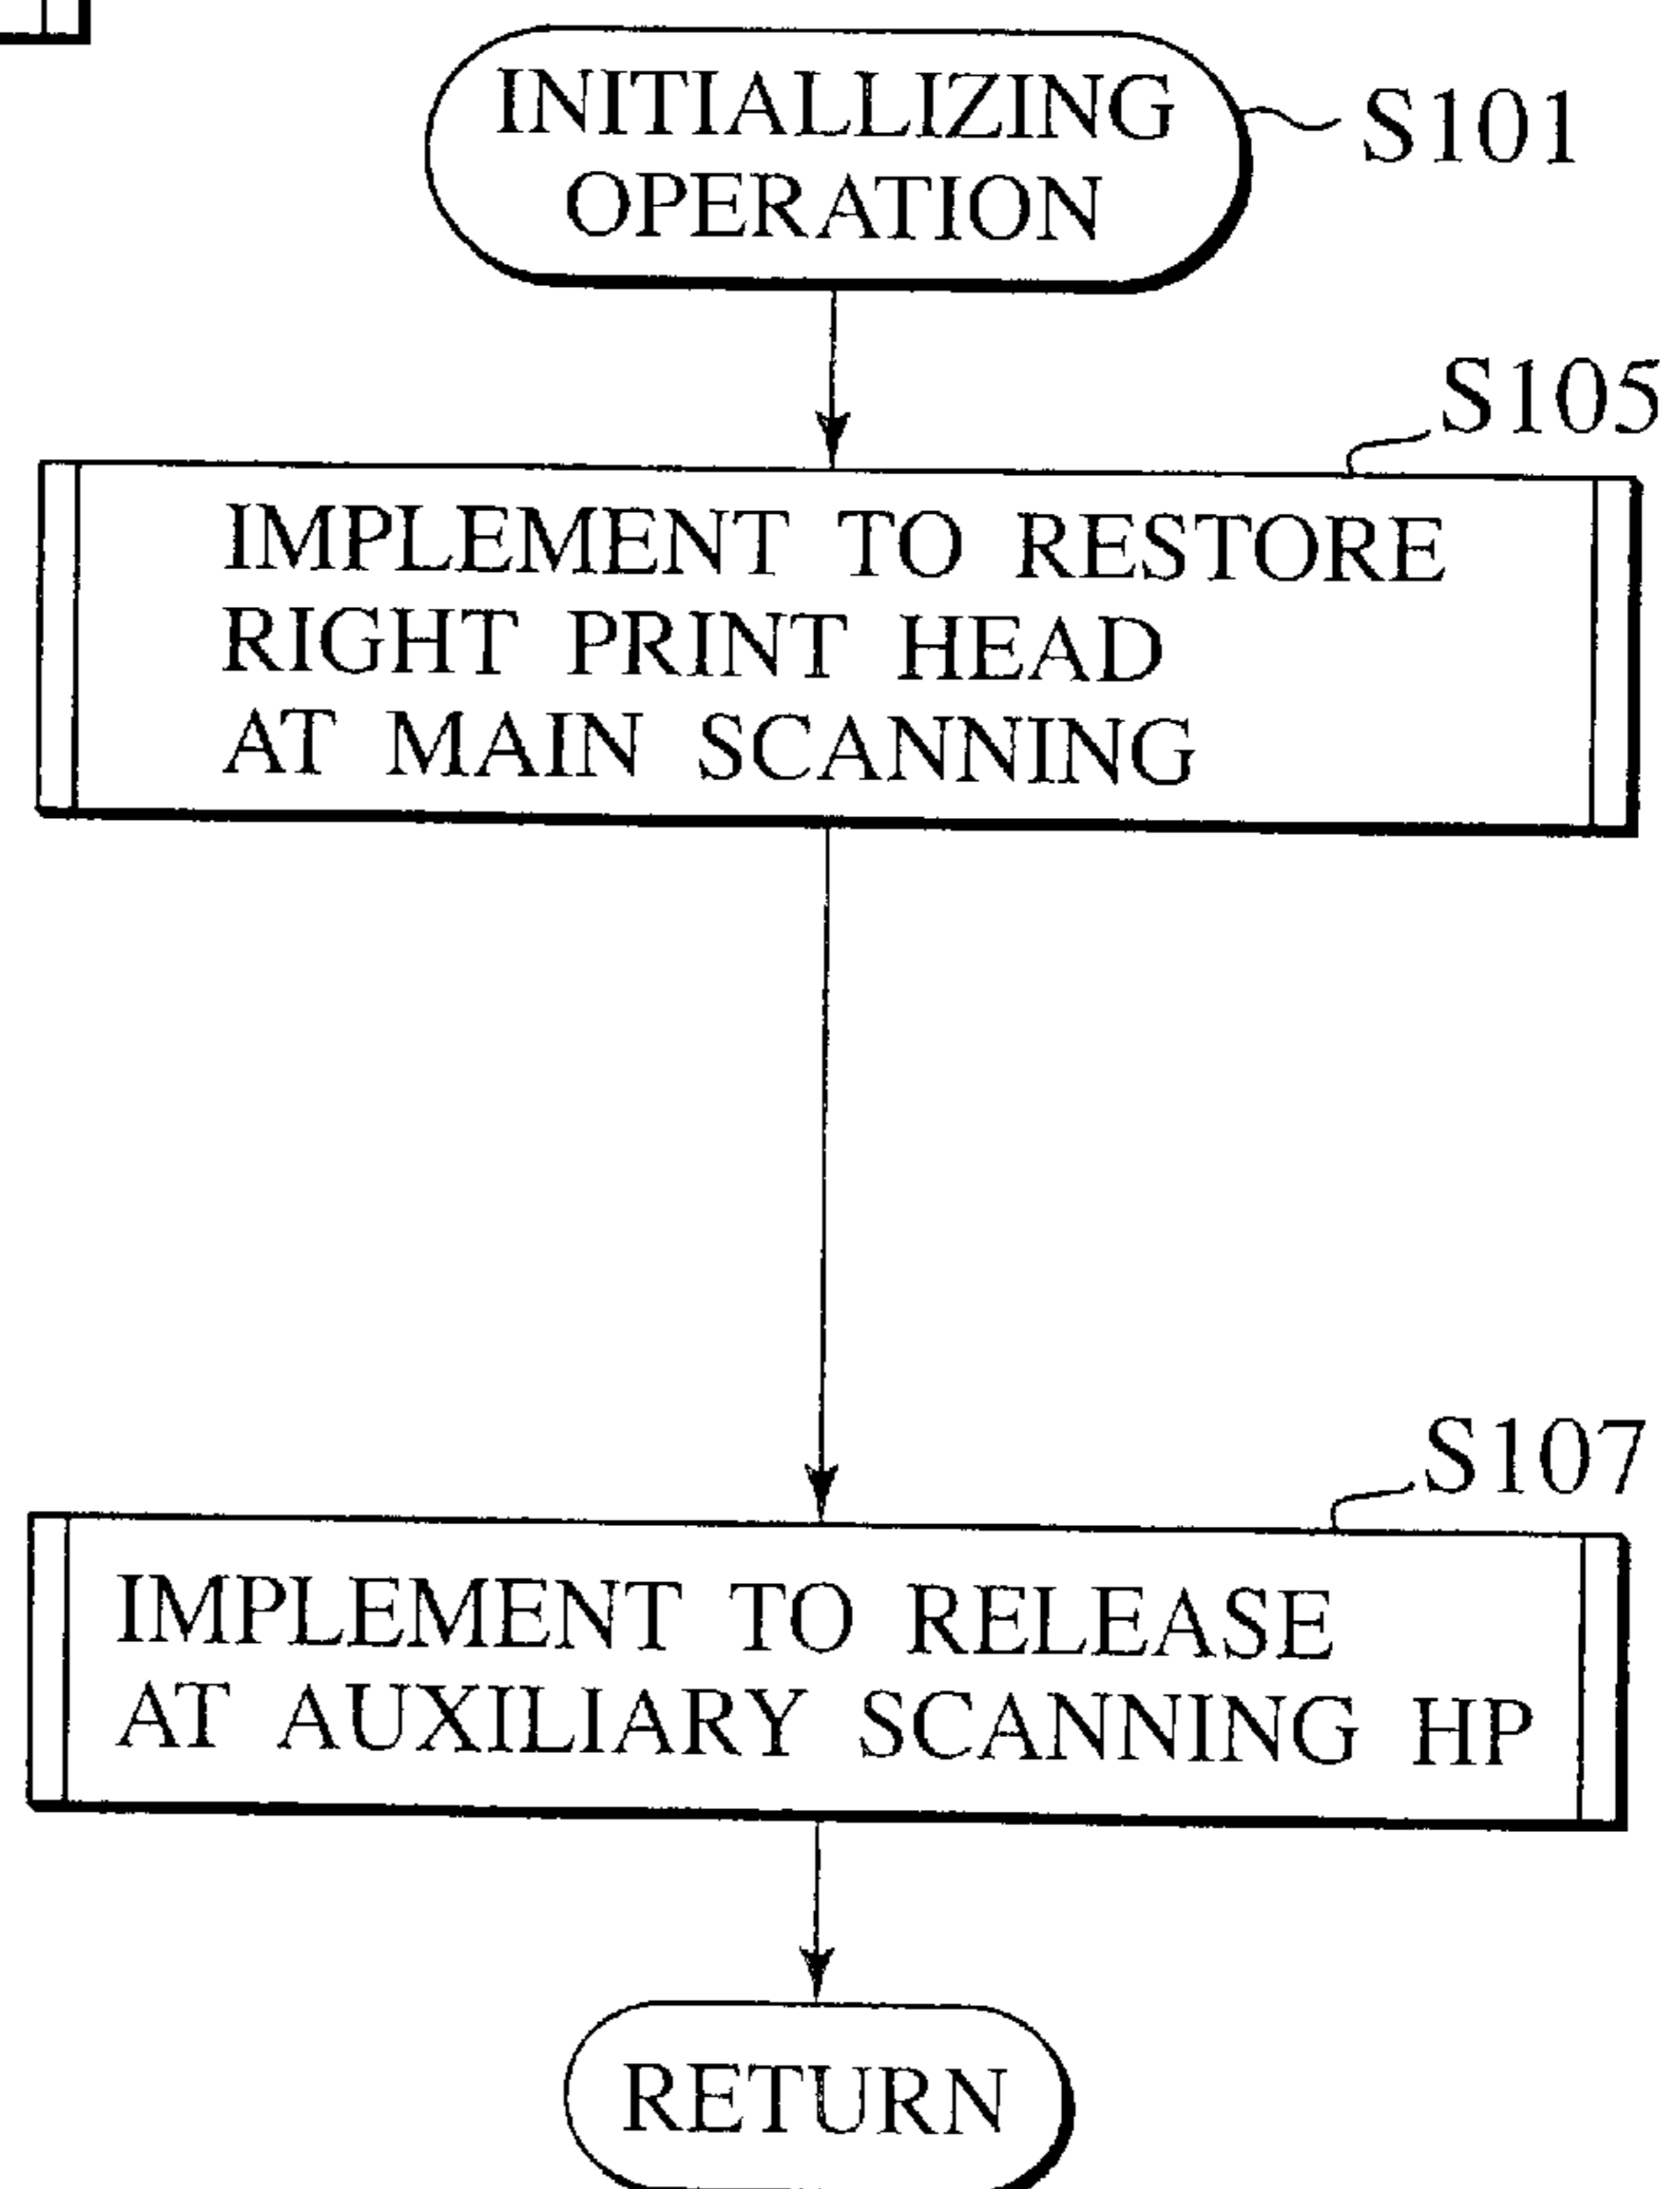 INITIALLIZING
OPERATION
S101
S105
IMPLEMENT TO RESTORE
RIGHT PRINT HEAD
AT MAIN SCANNING
S107
IMPLEMENT TO RELEASE
AT AUXILIARY SCANNING HP
RETURN